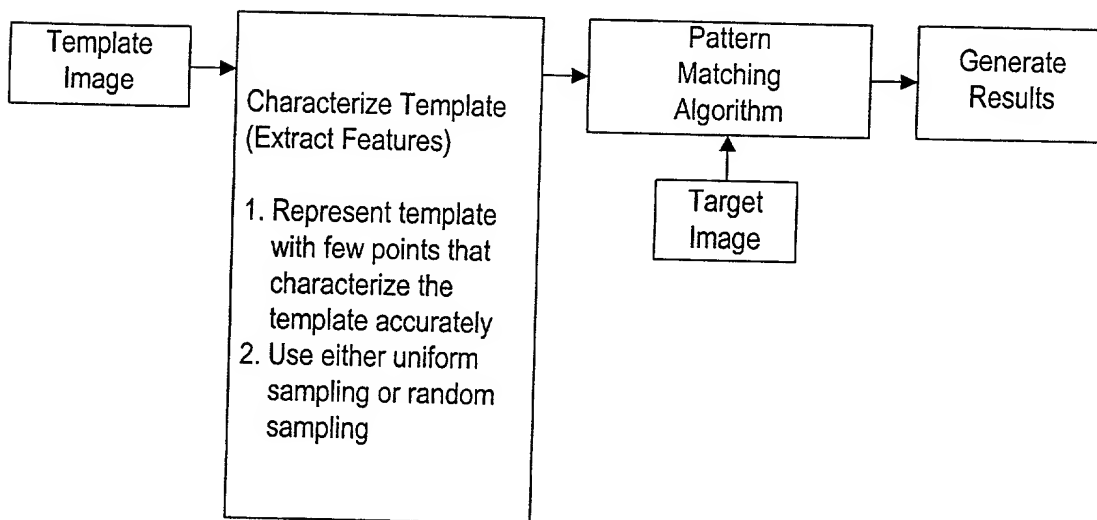 Template
Image
Characterize Template
(Extract Features)
1. Represent template
with few points that
characterize the
template accurately
2. Use either uniform
sampling or random
sampling
Pattern
Matching
Algorithm
Target
Image
Generate
Results